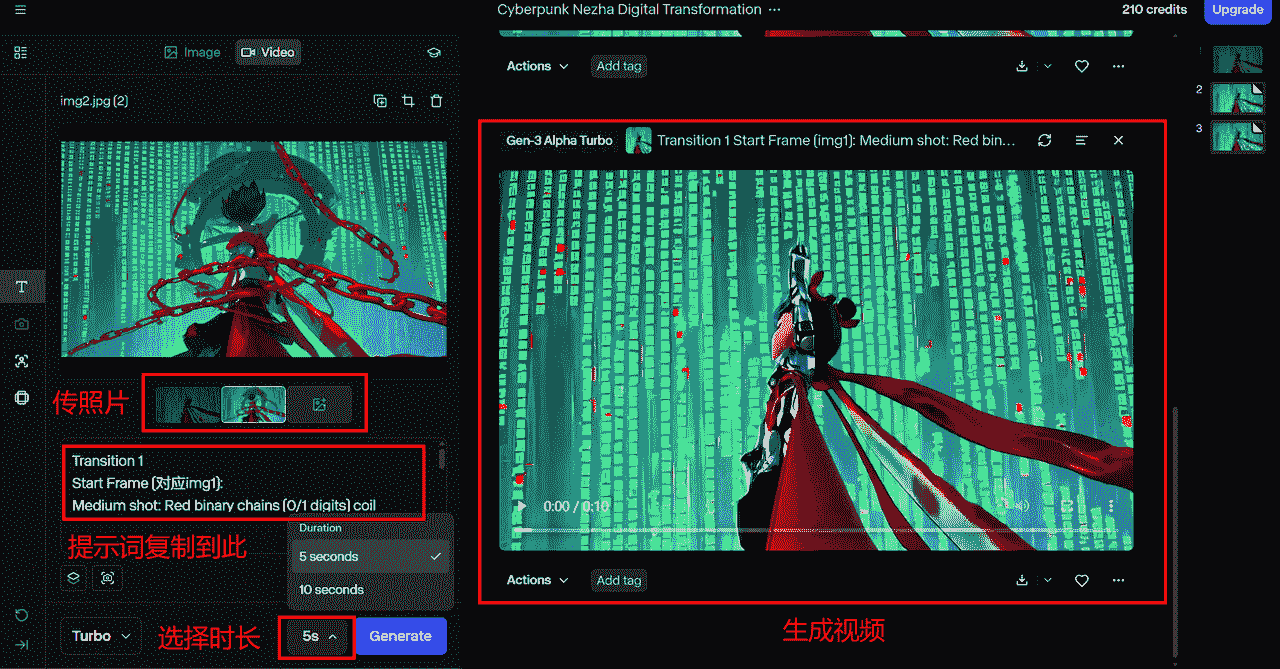 Cyberpunk Nezha Digital Transformation ···
210 credits
Upgrade
Image
Video
Actions
Add tag
img2.jpg (2)
1
2
3
Gen-3 Alpha Turbo
Transition 1 Start Frame (img1): Medium shot: Red bin...
T
传照片
Transition 1
Start Frame (对应img1):
Medium shot: Red binary chains (0/1 digits) coil
提示词复制到此
Duration
5 seconds
10 seconds
0:00 / 0:10
Actions
Add tag
Turbo
选择时长
5s
Generate
生成视频